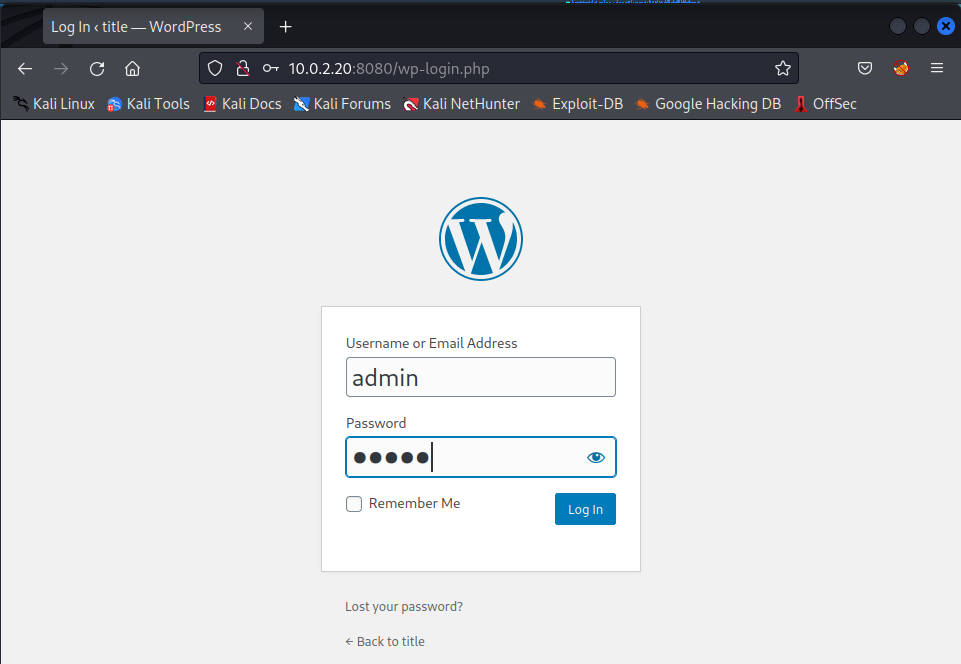 Log In ‹ title — WordPress
10.0.2.20:8080/wp-login.php
Kali Linux Kali Tools Kali Docs Kali Forums Kali NetHunter Exploit-DB Google Hacking DB OffSec
Username or Email Address
admin
Password
●●●●●
Remember Me Log In
Lost your password?
← Back to title